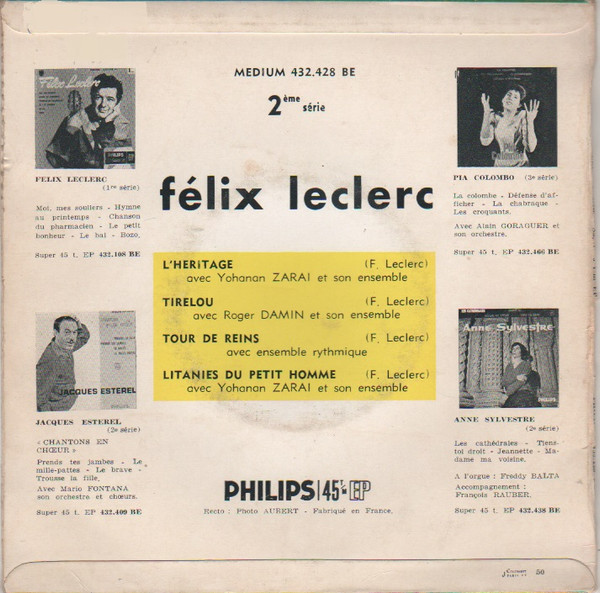 MEDIUM 432.428 BE
2ème série
félix leclerc
L'HERITAGE (F. Leclerc)
avec Yohanan ZARAI et son ensemble
TIRELOU (F. Leclerc)
avec Roger DAMIN et son ensemble
TOUR DE REINS (F. Leclerc)
avec ensemble rythmique
LITANIES DU PETIT HOMME (F. Leclerc)
avec Yohanan ZARAI et son ensemble
Félix Leclerc
FELIX LECLERC
(1re série)
Moi, mes souliers - Hymne
au printemps - Chanson
du pharmacien - Le petit
bonheur - Le bal - Bozo.
Super 45 t. EP 432.108 BE
JACQUES ESTEREL
JACQUES ESTEREL
(2e série)
« CHANTONS EN
CHŒUR »
Prends tes jambes - Le
mille-pattes - Le brave -
Trousse la fille.
Avec Mario FONTANA
son orchestre et chœurs.
Super 45 t. EP 432.409 BE
PIA COLOMBO (3e série)
La colombe - Défense d'af-
ficher - La chabraque -
Les croquants.
Avec Alain GORAGUER et
son orchestre.
Super 45 t. EP 432.466 BE
Anne Sylvestre
ANNE SYLVESTRE
(2e série)
Les cathédrales - Tiens-
toi droit - Jeannette - Ma-
dame ma voisine.
A l'orgue : Freddy BALTA
Accompagnement :
François RAUBER.
Super 45 t. EP 432.438 BE
PHILIPS 45 t. EP
Recto : Photo AUBERT - Fabriqué en France.
50